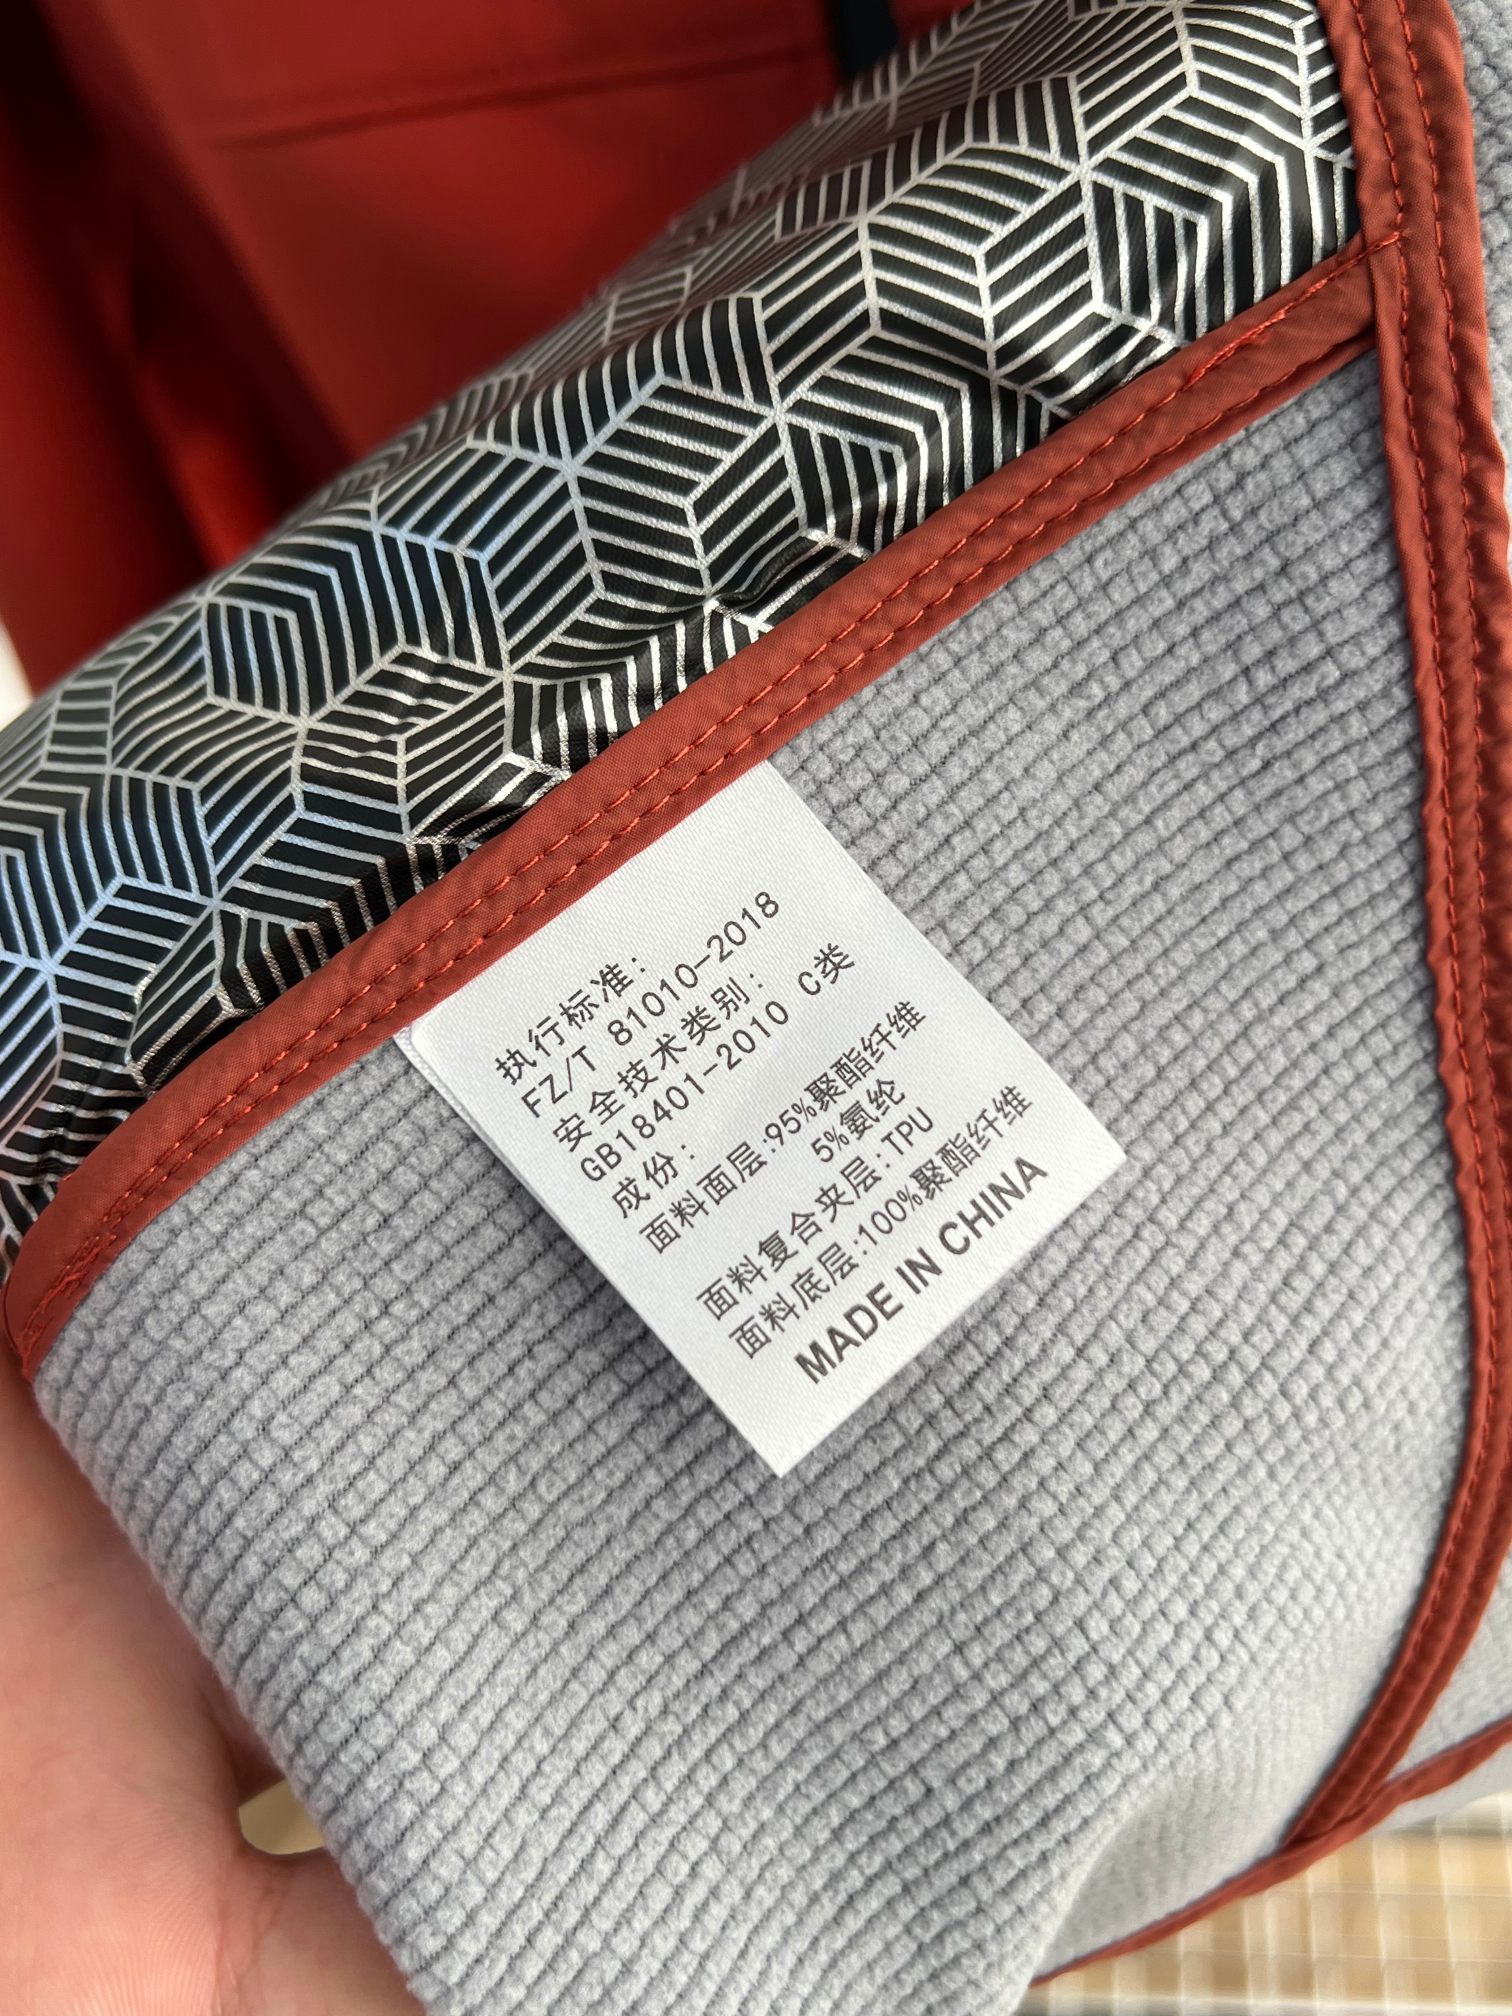 执行标准:
FZ/T 81010-2018
安全技术类别:
GB18401-2010 C类
成份:
面料面层:95%聚酯纤维
5%氨纶
面料复合夹层:TPU
面料底层:100%聚酯纤维
MADE IN CHINA